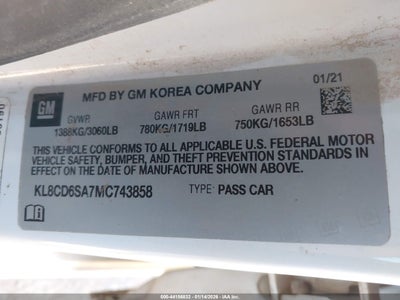 MFD BY GM KOREA COMPANY
01/21
GM
GVWR
1388KG/3060LB
GAWR FRT
780KG/1719LB
GAWR RR
750KG/1653LB
THIS VEHICLE CONFORMS TO ALL APPLICABLE U.S. FEDERAL MOTOR
VEHICLE SAFETY, BUMPER, AND THEFT PREVENTION STANDARDS IN
EFFECT ON THE DATE OF MANUFACTURE SHOWN ABOVE.
KL8CD6SA7MC743858
TYPE: PASS CAR